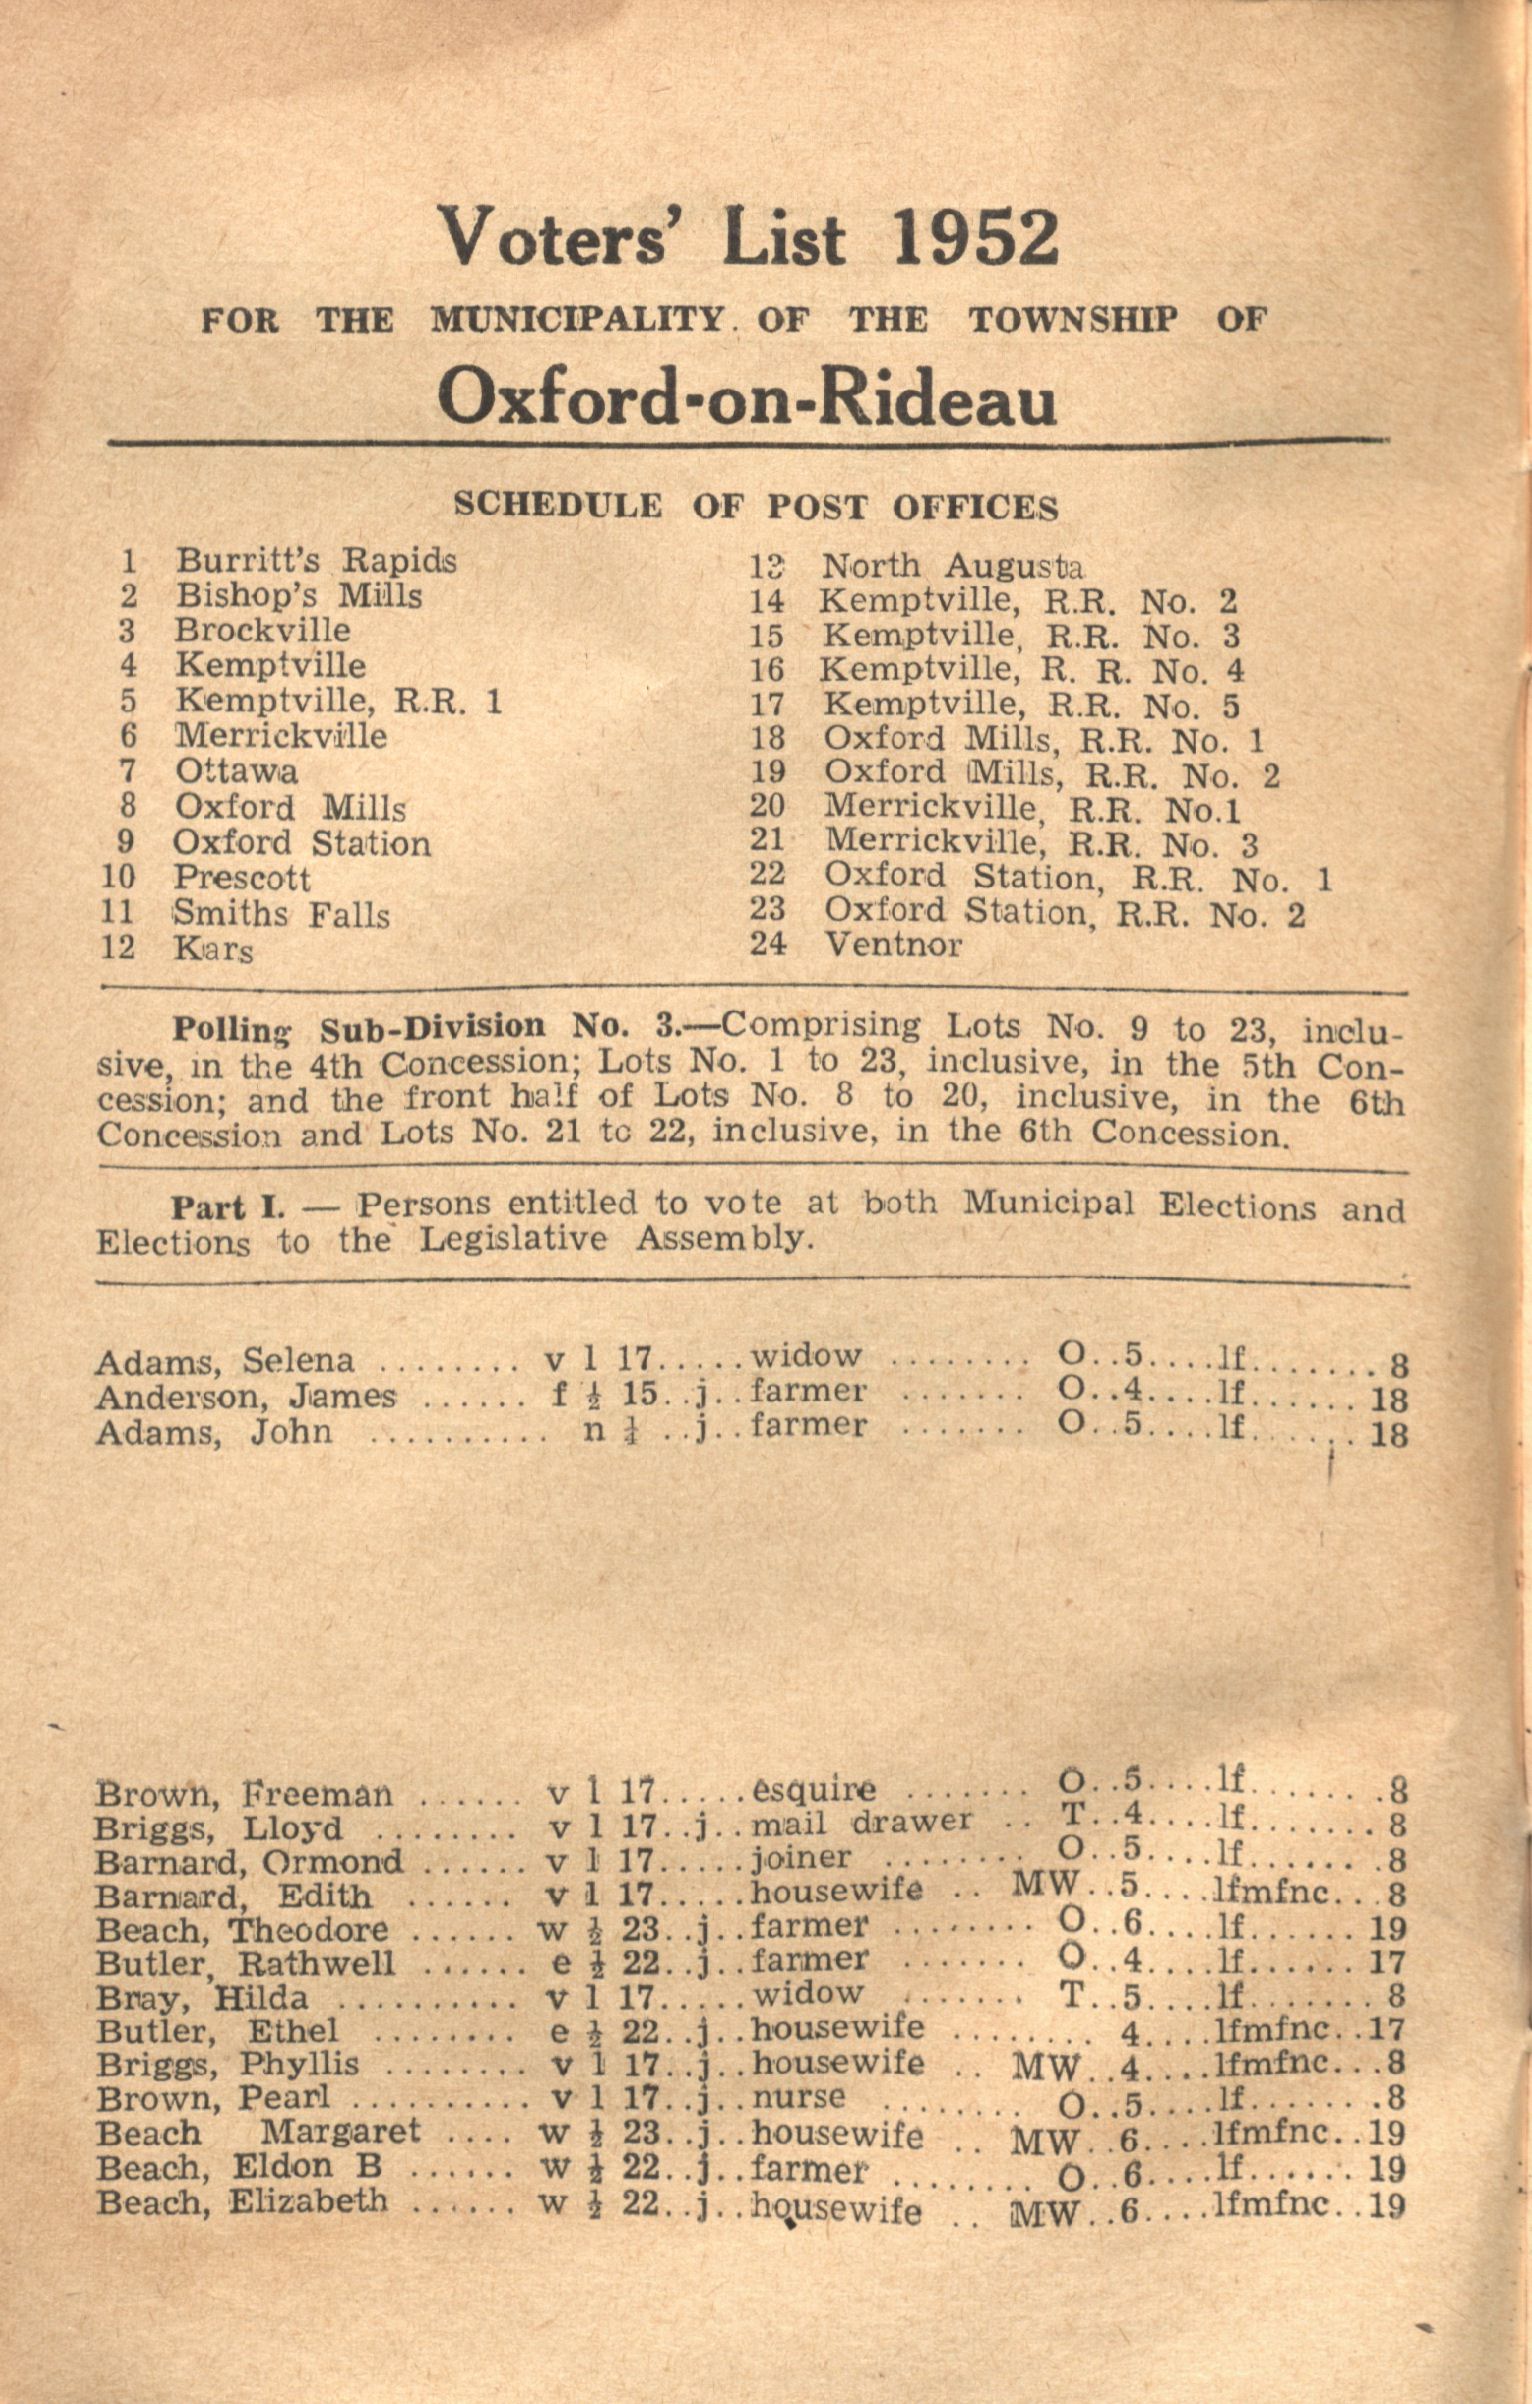 Voters' List 1952
FOR THE MUNICIPALITY OF THE TOWNSHIP OF
Oxford-on-Rideau
SCHEDULE OF POST OFFICES
1 Burritt's Rapids
2 Bishop's Mills
3 Brockville
4 Kemptville
5 Kemptville, R.R. 1
6 Merrickville
7 Ottawa
8 Oxford Mills
9 Oxford Station
10 Prescott
11 Smiths Falls
12 Kars
13 North Augusta
14 Kemptville, R.R. No. 2
15 Kemptville, R.R. No. 3
16 Kemptville, R. R. No. 4
17 Kemptville, R.R. No. 5
18 Oxford Mills, R.R. No. 1
19 Oxford Mills, R.R. No. 2
20 Merrickville, R.R. No.1
21 Merrickville, R.R. No. 3
22 Oxford Station, R.R. No. 1
23 Oxford Station, R.R. No. 2
24 Ventnor
Polling Sub-Division No. 3.—Comprising Lots No. 9 to 23, inclu-
sive, in the 4th Concession; Lots No. 1 to 23, inclusive, in the 5th Con-
cession; and the front half of Lots No. 8 to 20, inclusive, in the 6th
Concession and Lots No. 21 to 22, inclusive, in the 6th Concession.
Part I. — Persons entitled to vote at both Municipal Elections and
Elections to the Legislative Assembly.
Adams, Selena ........ v l 17.....widow ........ O..5....lf.......8
Anderson, James ...... f ½ 15..j..farmer ....... O..4....lf......18
Adams, John .......... n ¼ ..j..farmer ....... O..5....lf......18
Brown, Freeman ...... v l 17.....esquire ....... O..5....lf........8
Briggs, Lloyd ........ v l 17..j..mail drawer .. T..4....lf.......8
Barnard, Ormond ...... v l 17.....joiner ........ O..5....lf.......8
Barnard, Edith ...... v l 17.....housewife .. MW..5....lfmfnc...8
Beach, Theodore ...... w ½ 23..j..farmer ........ O..6....lf......19
Butler, Rathwell ...... e ½ 22..j..farmer ....... O..4....lf......17
Bray, Hilda .......... v l 17.....widow ....... T..5....lf.......8
Butler, Ethel ........ e ½ 22..j..housewife ........ 4....lfmfnc..17
Briggs, Phyllis ........ v l 17..j..housewife .. MW..4....lfmfnc...8
Brown, Pearl .......... v l 17..j..nurse ......... O..5....lf.......8
Beach Margaret .... w ½ 23..j..housewife .. MW..6....lfmfnc..19
Beach, Eldon B ...... w ½ 22..j..farmer ........ O..6....lf......19
Beach, Elizabeth ...... w ½ 22..j..housewife .. MW..6....lfmfnc..19